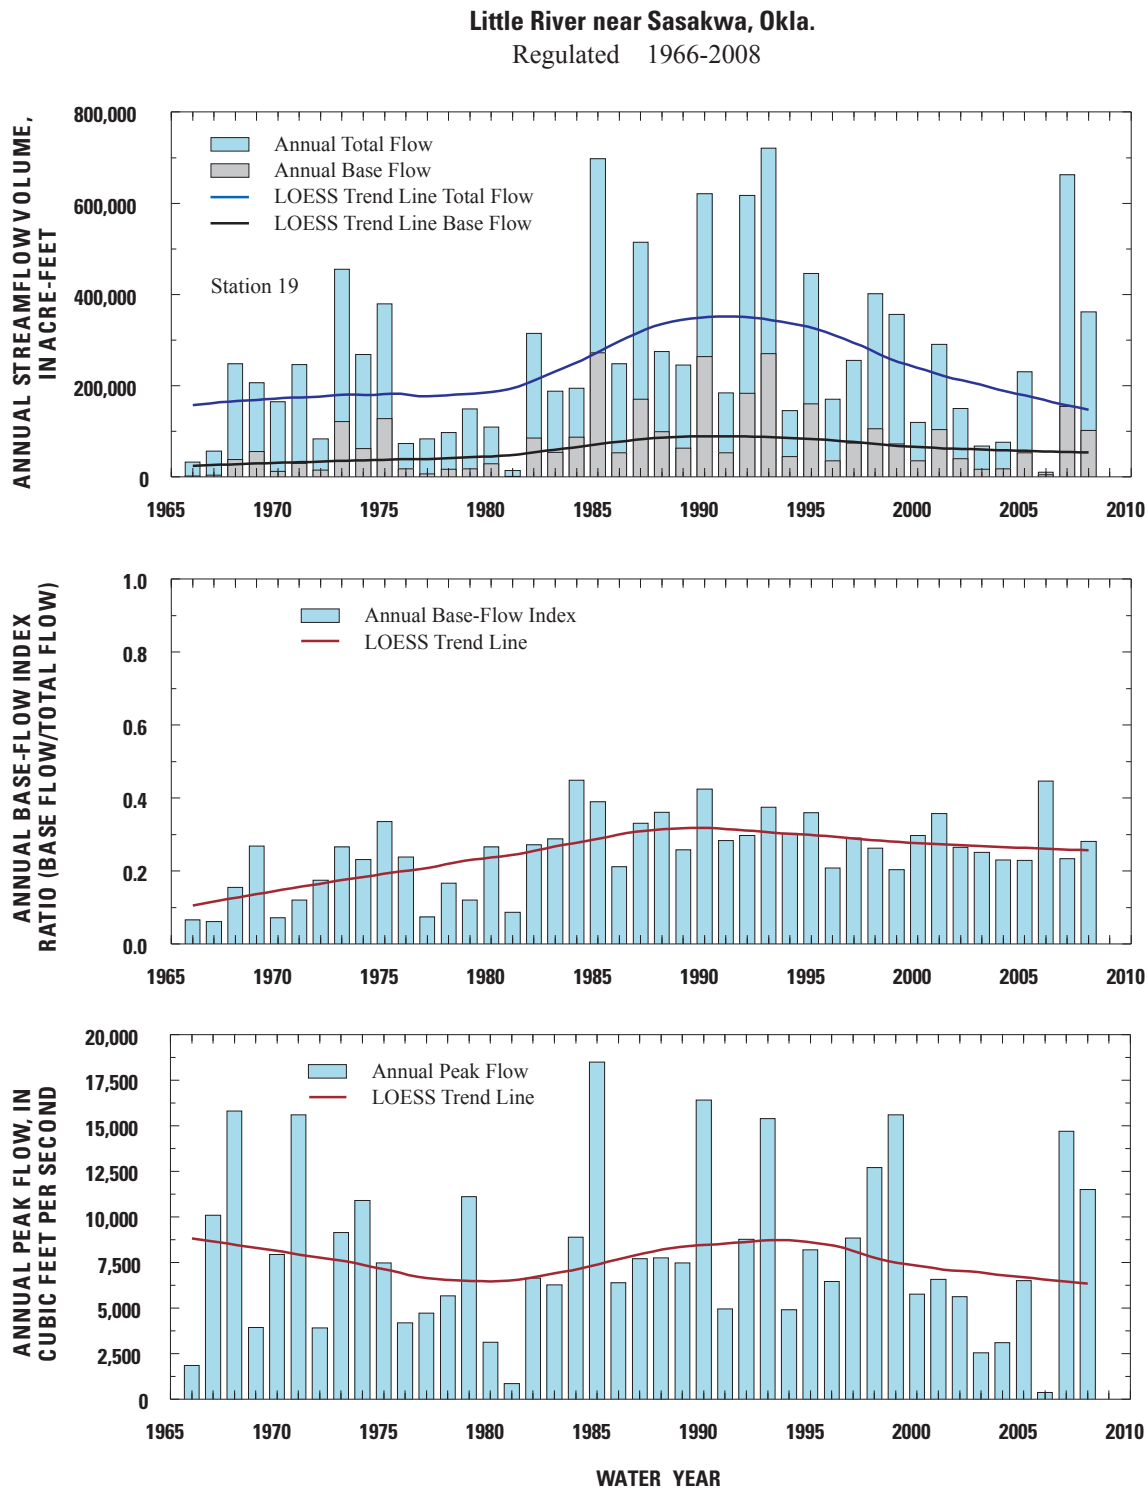 Little River near Sasakwa, Okla.
Regulated 1966-2008
ANNUAL STREAMFLOW VOLUME,
IN ACRE-FEET
800,000
600,000
400,000
200,000
0
Annual Total Flow
Annual Base Flow
LOESS Trend Line Total Flow
LOESS Trend Line Base Flow
Station 19
1965 1970 1975 1980 1985 1990 1995 2000 2005 2010
ANNUAL BASE-FLOW INDEX
RATIO (BASE FLOW/TOTAL FLOW)
1.0
0.8
0.6
0.4
0.2
0.0
Annual Base-Flow Index
LOESS Trend Line
1965 1970 1975 1980 1985 1990 1995 2000 2005 2010
ANNUAL PEAK FLOW, IN
CUBIC FEET PER SECOND
20,000
17,500
15,000
12,500
10,000
7,500
5,000
2,500
0
Annual Peak Flow
LOESS Trend Line
1965 1970 1975 1980 1985 1990 1995 2000 2005 2010
WATER YEAR